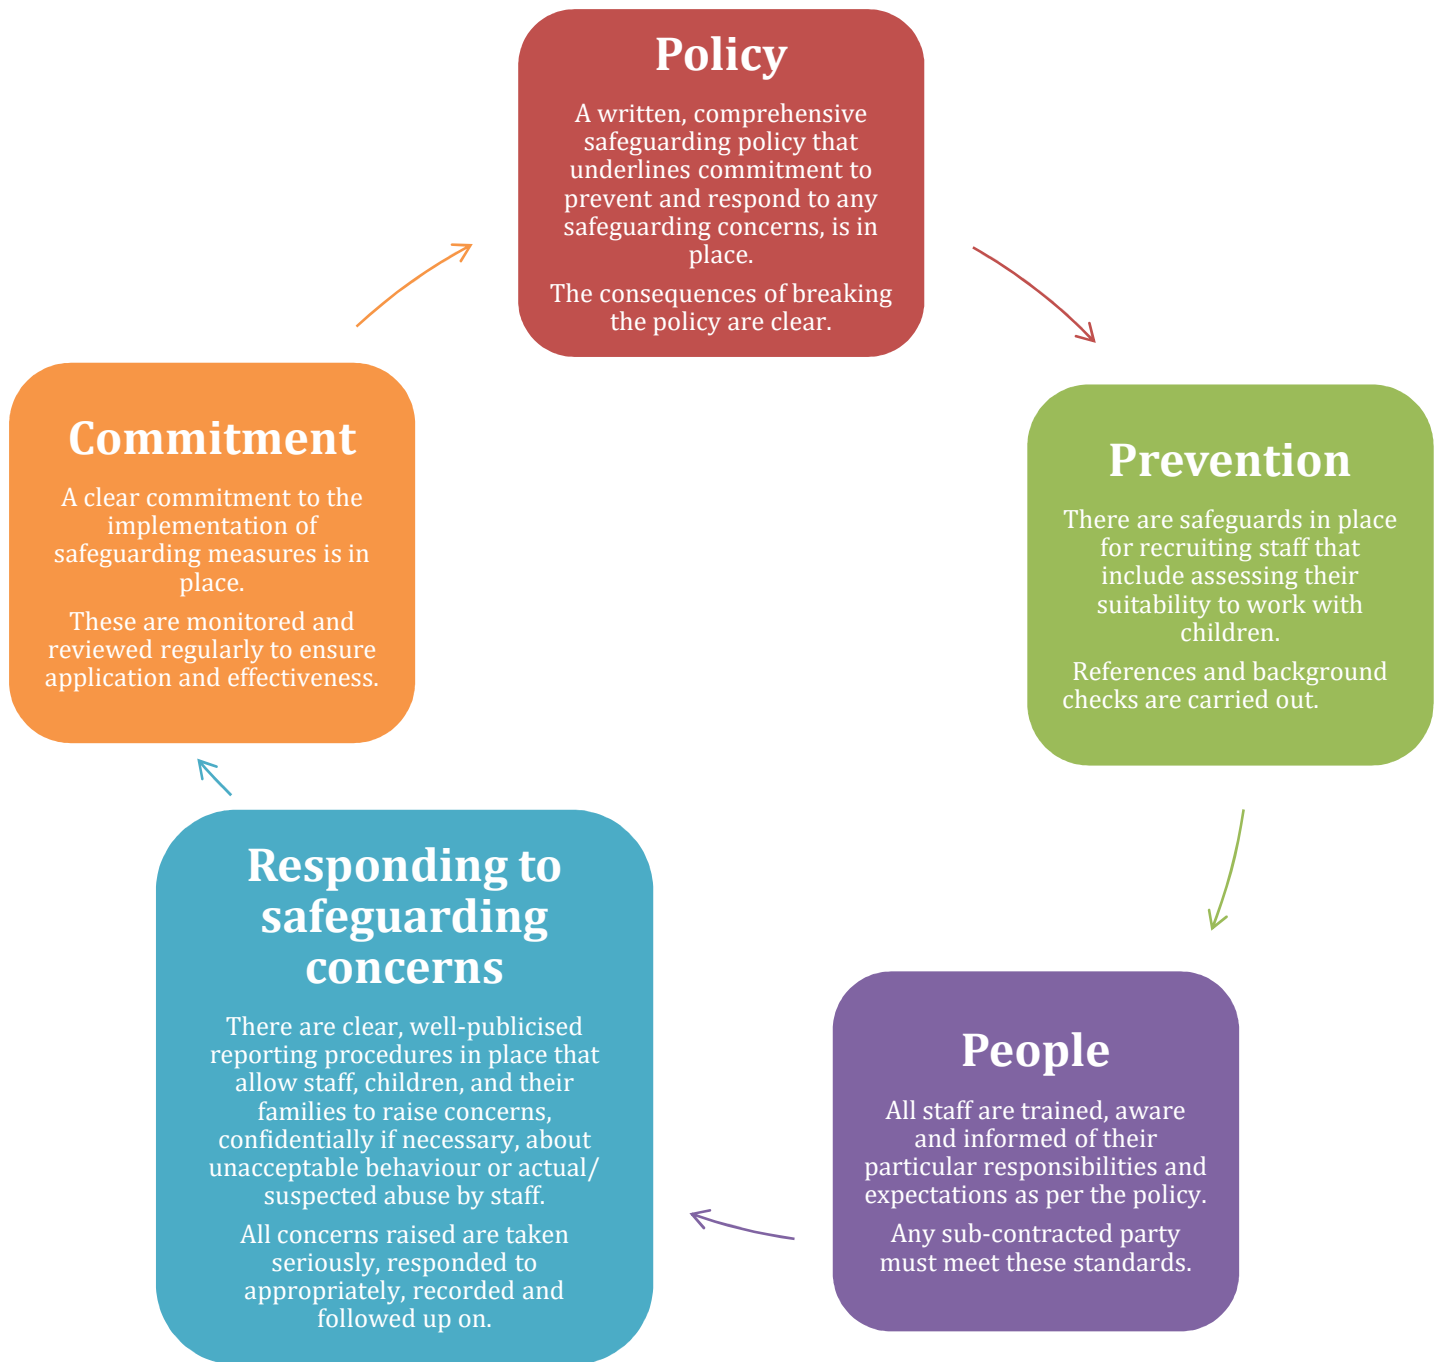 Policy
A written, comprehensive
safeguarding policy that
underlines commitment to
prevent and respond to any
safeguarding concerns, is in
place.
The consequences of breaking
the policy are clear.
Prevention
There are safeguards in place
for recruiting staff that
include assessing their
suitability to work with
children.
References and background
checks are carried out.
People
All staff are trained, aware
and informed of their
particular responsibilities and
expectations as per the policy.
Any sub-contracted party
must meet these standards.
Responding to
safeguarding
concerns
There are clear, well-publicised
reporting procedures in place that
allow staff, children, and their
families to raise concerns,
confidentially if necessary, about
unacceptable behaviour or actual/
suspected abuse by staff.
All concerns raised are taken
seriously, responded to
appropriately, recorded and
followed up on.
Commitment
A clear commitment to the
implementation of
safeguarding measures is in
place.
These are monitored and
reviewed regularly to ensure
application and effectiveness.